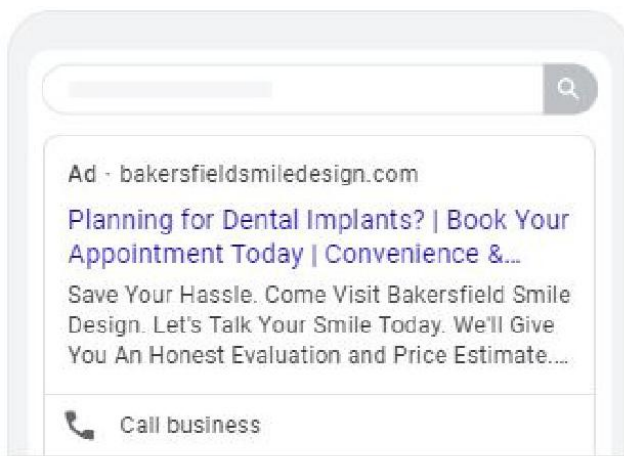 Ad · bakersfieldsmiledesign.com
Planning for Dental Implants? | Book Your
Appointment Today | Convenience &...
Save Your Hassle. Come Visit Bakersfield Smile
Design. Let's Talk Your Smile Today. We'll Give
You An Honest Evaluation and Price Estimate....
Call business